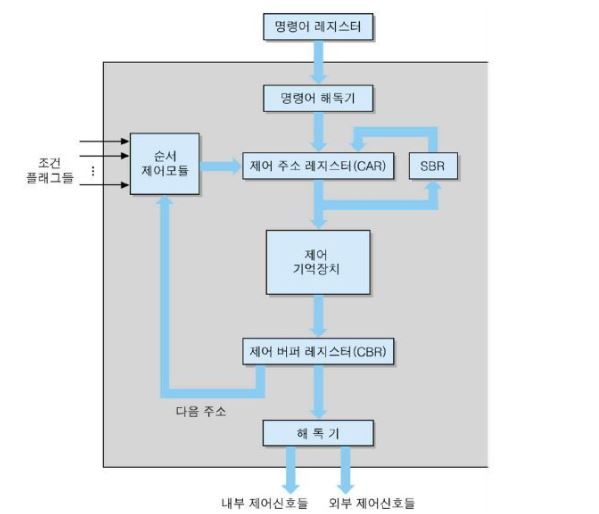 명령어 레지스터
명령어 해독기
조건
플래그들
⋮
순서
제어모듈
제어 주소 레지스터(CAR)
SBR
제어
기억장치
제어 버퍼 레지스터(CBR)
다음 주소
해 독 기
내부 제어신호들
외부 제어신호들